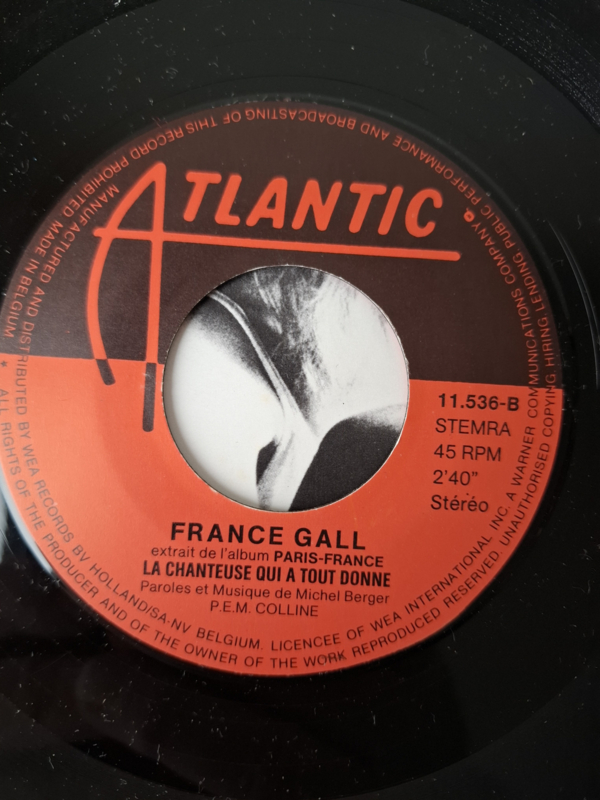 ATLANTIC
11.536-B
STEMRA
45 RPM
2'40"
Stéréo
FRANCE GALL
extrait de l'album PARIS-FRANCE
LA CHANTEUSE QUI A TOUT DONNE
Paroles et Musique de Michel Berger
P.E.M. COLLINE
MANUFACTURED AND DISTRIBUTED BY WEA RECORDS BY HOLLAND/SA-NV BELGIUM. LICENCEE OF WEA INTERNATIONAL INC. A WARNER COMMUNICATIONS COMPANY
★ ALL RIGHTS OF THE PRODUCER AND OF THE OWNER OF THE WORK REPRODUCED RESERVED. UNAUTHORISED COPYING, HIRING LENDING PUBLIC PERFORMANCE AND BROADCASTING OF THIS RECORD PROHIBITED. MADE IN BELGIUM